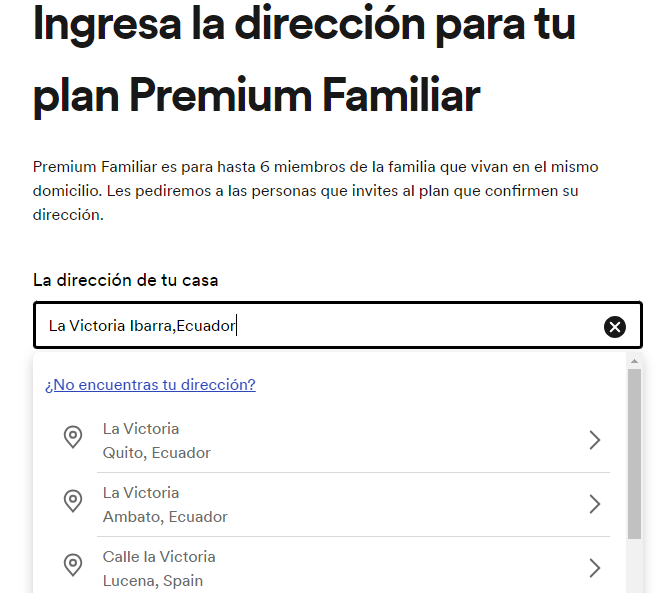 Ingresa la dirección para tu
plan Premium Familiar
Premium Familiar es para hasta 6 miembros de la familia que vivan en el mismo
domicilio. Les pediremos a las personas que invites al plan que confirmen su
dirección.
La dirección de tu casa
La Victoria Ibarra,Ecuador
¿No encuentras tu dirección?
La Victoria
Quito, Ecuador
La Victoria
Ambato, Ecuador
Calle la Victoria
Lucena, Spain